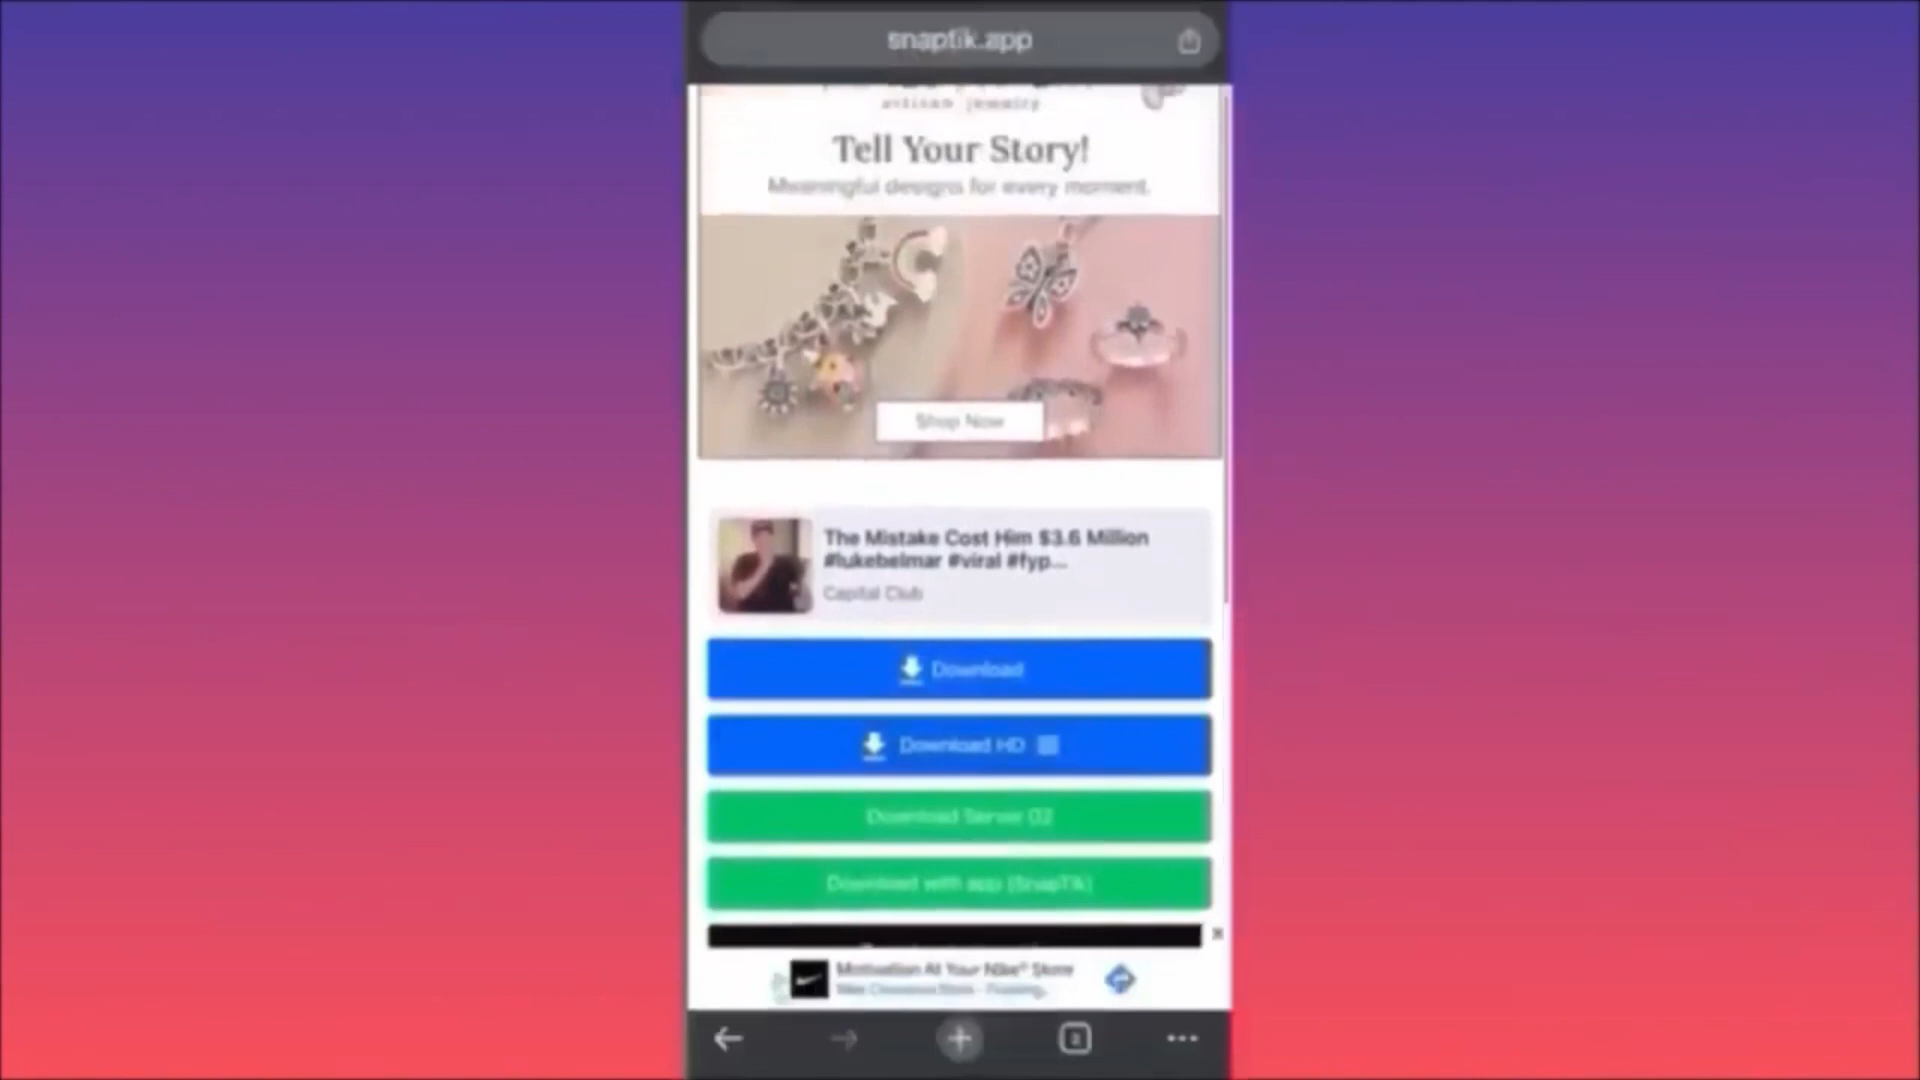 snaptik.app
artisan jewelry
Tell Your Story!
Meaningful designs for every moment.
Shop Now
The Mistake Cost Him $3.6 Million
#lukebelmar #viral #fyp...
Capital Club
Download
Download HD
Download Server 02
Download with app (SnapTik)
Motivation At Your Nike® Store